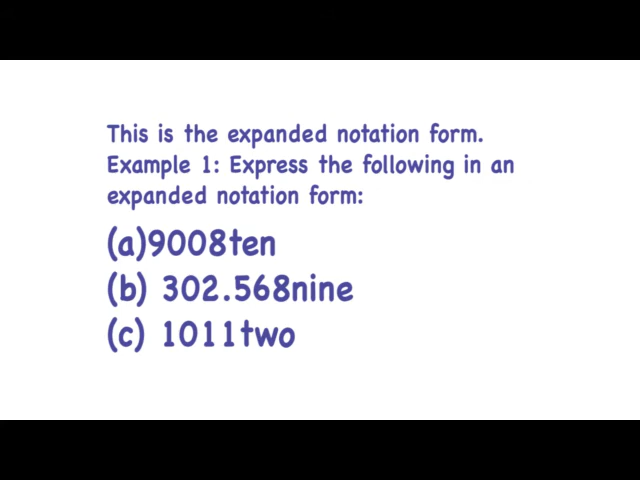 This is the expanded notation form.
Example 1: Express the following in an
expanded notation form:
(a)9008ten
(b) 302.568nine
(c) 1011two